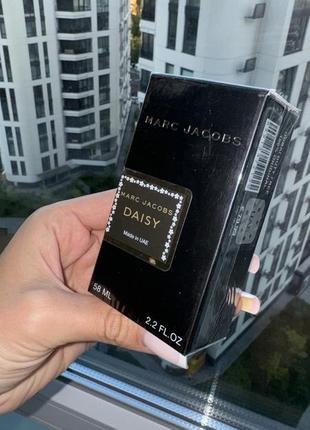 MARC JACOBS
MARC JACOBS
DAISY
Made in UAE
58 ML
2.2 FL.OZ